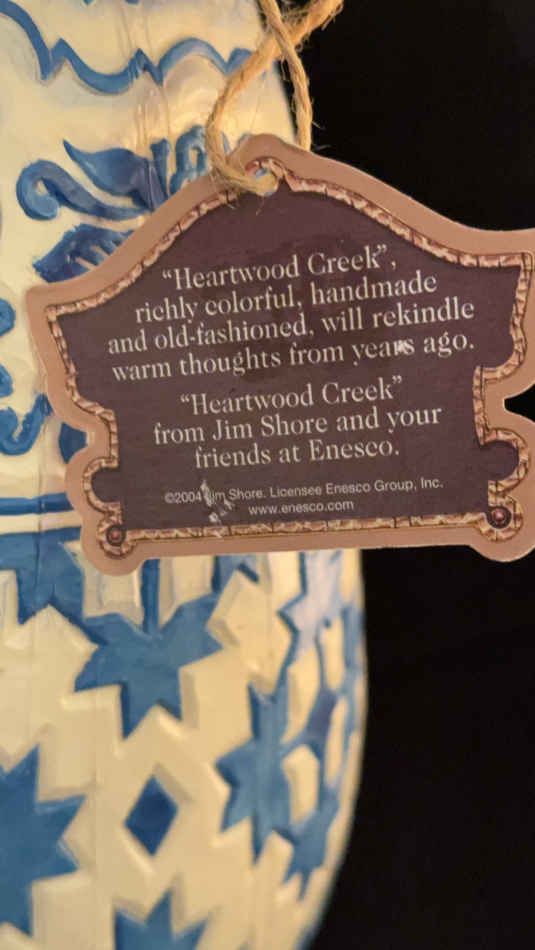 "Heartwood Creek",
richly colorful, handmade
and old-fashioned, will rekindle
warm thoughts from years ago.
"Heartwood Creek"
from Jim Shore and your
friends at Enesco.
©2004 Jim Shore. Licensee Enesco Group, Inc.
www.enesco.com